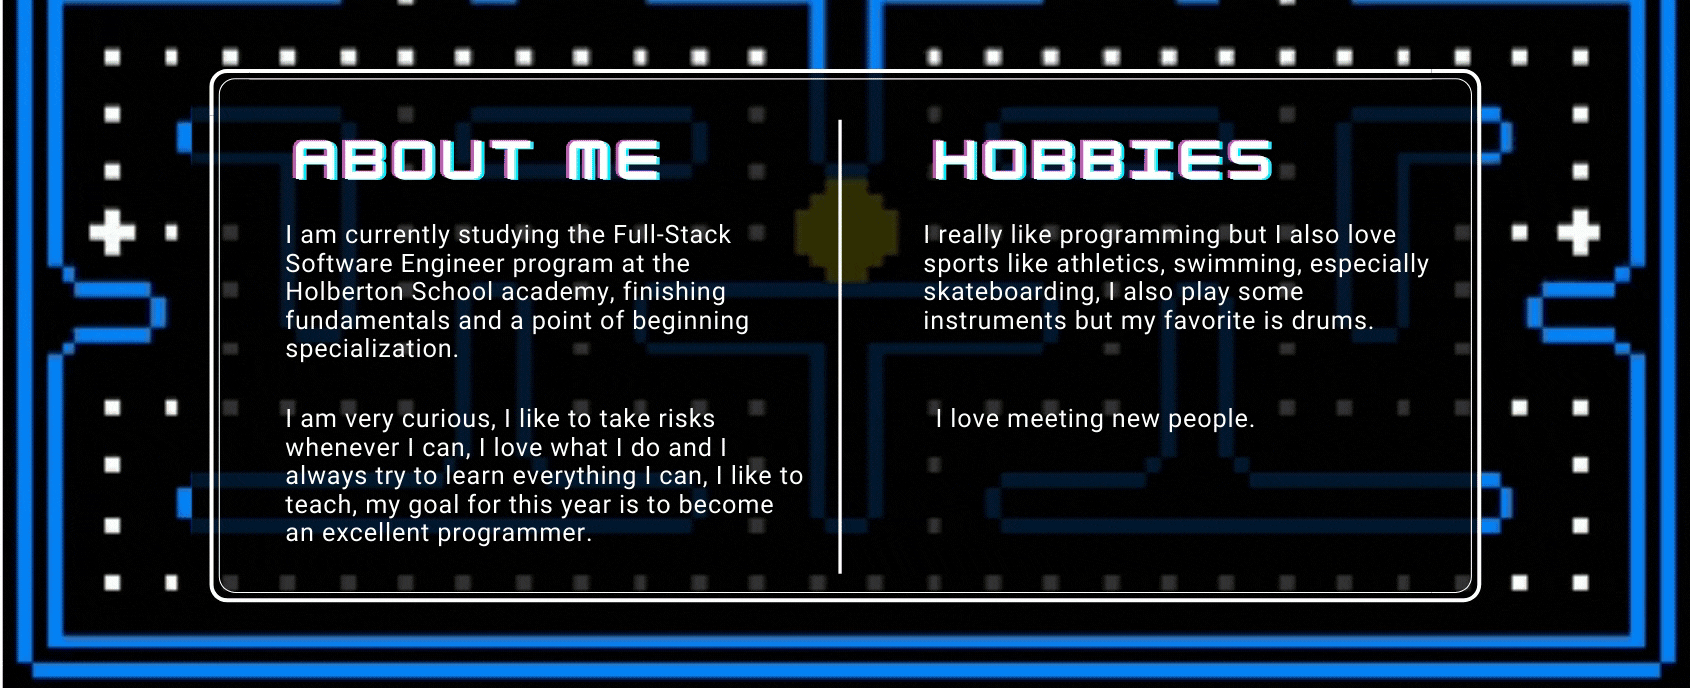 ABOUT ME
I am currently studying the Full-Stack
Software Engineer program at the
Holberton School academy, finishing
fundamentals and a point of beginning
specialization.
I am very curious, I like to take risks
whenever I can, I love what I do and I
always try to learn everything I can, I like to
teach, my goal for this year is to become
an excellent programmer.
HOBBIES
I really like programming but I also love
sports like athletics, swimming, especially
skateboarding, I also play some
instruments but my favorite is drums.
I love meeting new people.